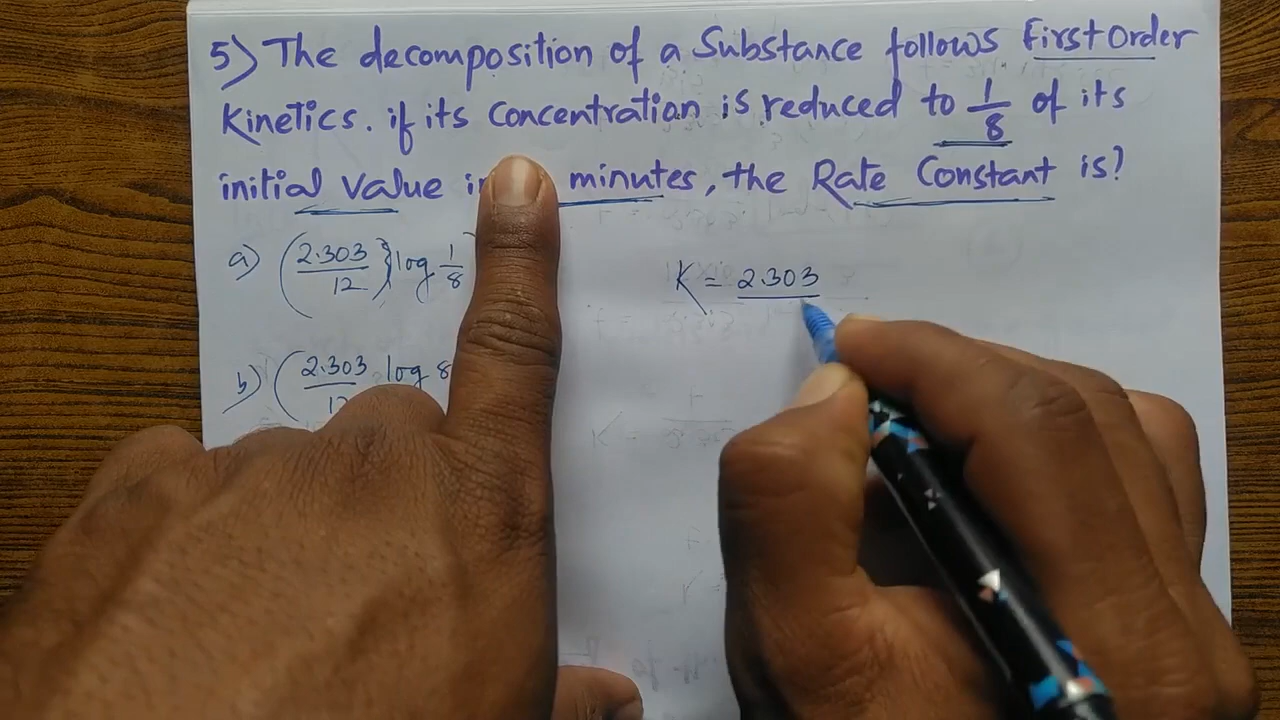 5) The decomposition of a Substance follows First Order
Kinetics. if its Concentration is reduced to 1/8 of its
initial value in minutes, the Rate Constant is?
a) (2.303/12) log 1/8
K = 2.303
b) (2.303/12 log 8